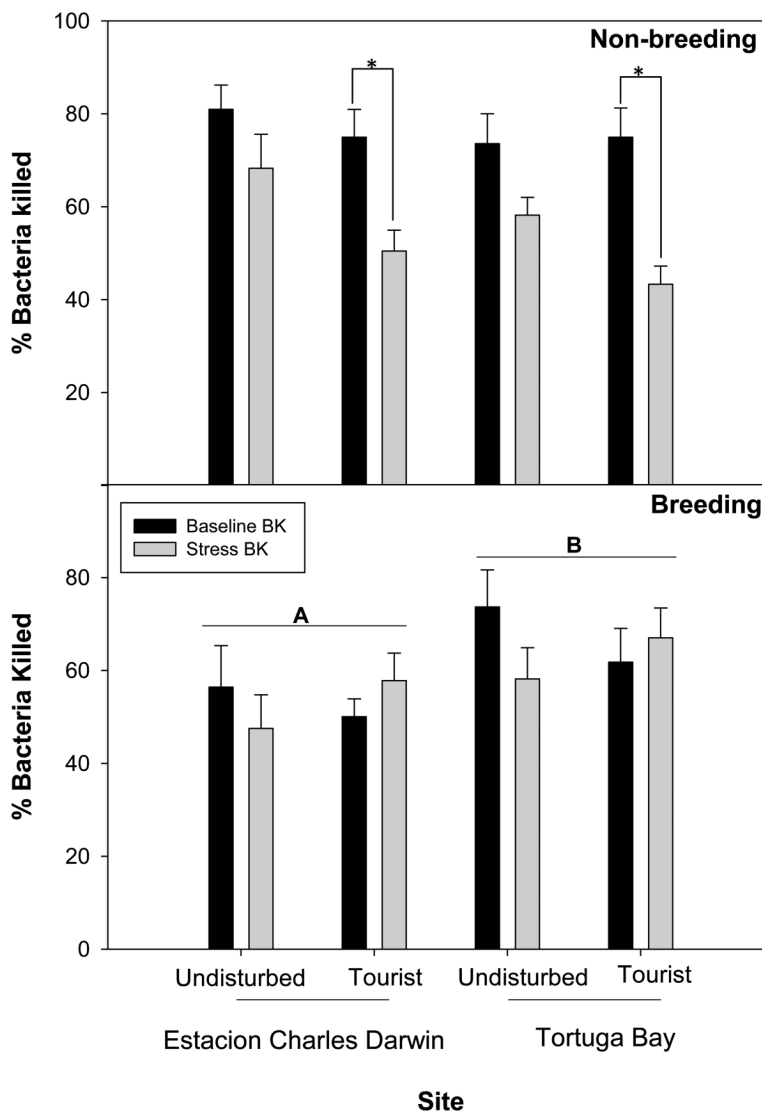 100
Non-breeding
*
*
80
60
40
20
% Bacteria killed
Breeding
Baseline BK
Stress BK
B
80
A
60
40
20
0
% Bacteria Killed
Undisturbed Tourist Undisturbed Tourist
Estacion Charles Darwin Tortuga Bay
Site